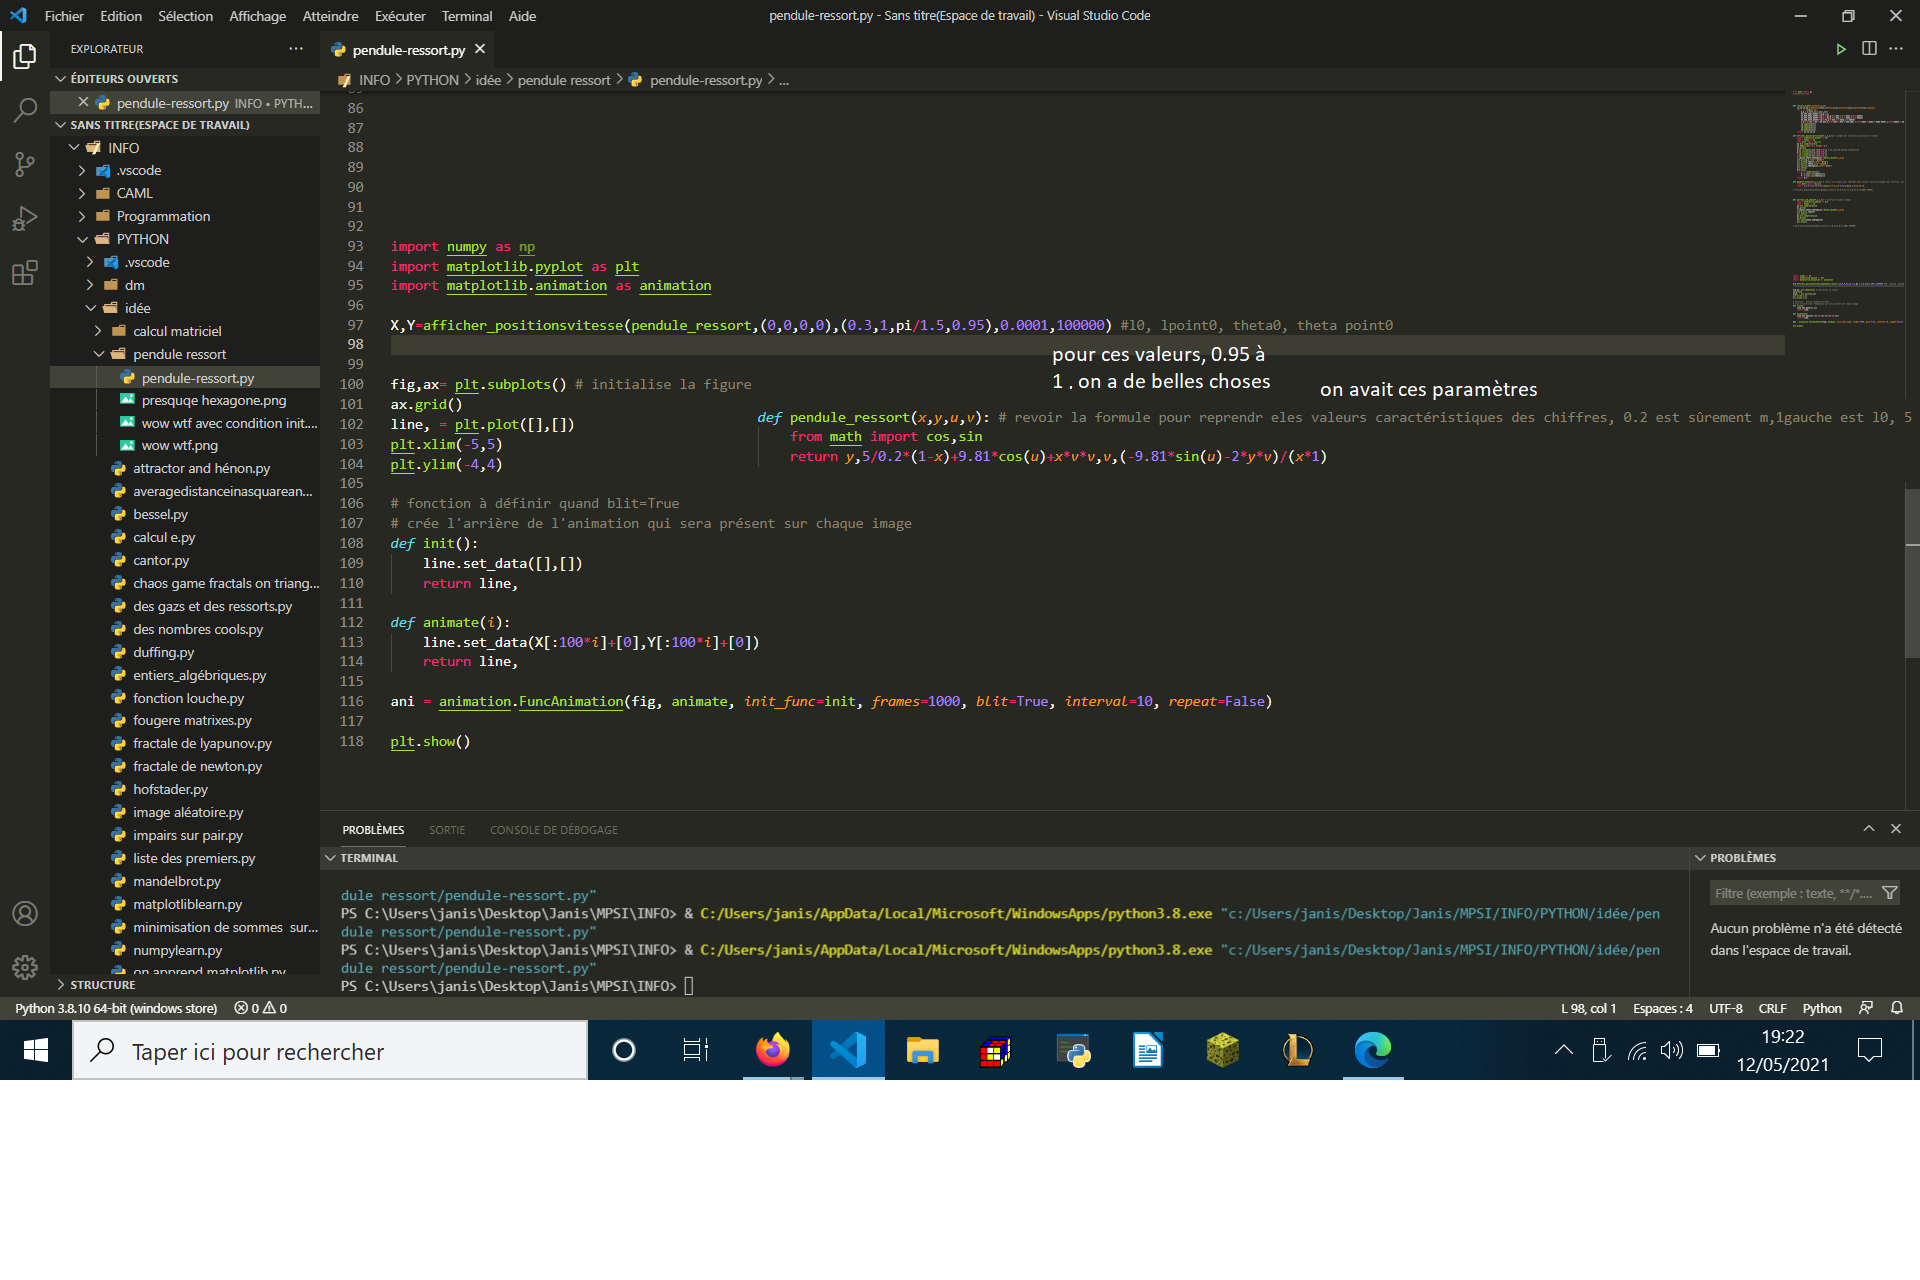 Fichier Edition Sélection Affichage Atteindre Exécuter Terminal Aide
pendule-ressort.py - Sans titre(Espace de travail) - Visual Studio Code
EXPLORATEUR
ÉDITEURS OUVERTS
pendule-ressort.py INFO • PYTH...
SANS TITRE(ESPACE DE TRAVAIL)
INFO
.vscode
CAML
Programmation
PYTHON
.vscode
dm
idée
calcul matriciel
pendule ressort
pendule-ressort.py
presquqe hexagone.png
wow wtf avec condition init....
wow wtf.png
attractor and hénon.py
averagedistanceinasquarean...
bessel.py
calcul e.py
cantor.py
chaos game fractals on triang...
des gazs et des ressorts.py
des nombres cools.py
duffing.py
entiers_algébriques.py
fonction louche.py
fougere matrixes.py
fractale de lyapunov.py
fractale de newton.py
hofstader.py
image aléatoire.py
impairs sur pair.py
liste des premiers.py
mandelbrot.py
matplotliblearn.py
minimisation de sommes sur...
numpylearn.py
on apprend matplotlib.py
STRUCTURE
pendule-ressort.py
INFO > PYTHON > idée > pendule ressort > pendule-ressort.py > ...
86
87
88
89
90
91
92
93 import numpy as np
94 import matplotlib.pyplot as plt
95 import matplotlib.animation as animation
96
97 X,Y=afficher_positionsvitesse(pendule_ressort,(0,0,0,0),(0.3,1,pi/1.5,0.95),0.0001,100000) #l0, lpoint0, theta0, theta point0
98
pour ces valeurs, 0.95 à
1 , on a de belles choses
on avait ces paramètres
99
100 fig,ax= plt.subplots() # initialise la figure
101 ax.grid()
def pendule_ressort(x,y,u,v): # revoir la formule pour reprendr eles valeurs caractéristiques des chiffres, 0.2 est sûrement m,1gauche est l0, 5
102 line, = plt.plot([],[])
from math import cos,sin
103 plt.xlim(-5,5)
return y,5/0.2*(1-x)+9.81*cos(u)+x*v*v,v,(-9.81*sin(u)-2*y*v)/(x*1)
104 plt.ylim(-4,4)
105
106 # fonction à définir quand blit=True
107 # crée l'arrière de l'animation qui sera présent sur chaque image
108 def init():
109 line.set_data([],[])
110 return line,
111
112 def animate(i):
113 line.set_data(X[:100*i]+[0],Y[:100*i]+[0])
114 return line,
115
116 ani = animation.FuncAnimation(fig, animate, init_func=init, frames=1000, blit=True, interval=10, repeat=False)
117
118 plt.show()
PROBLÈMES SORTIE CONSOLE DE DÉBOGAGE
TERMINAL
dule ressort/pendule-ressort.py"
PS C:\Users\janis\Desktop\Janis\MPSI\INFO> & C:/Users/janis/AppData/Local/Microsoft/WindowsApps/python3.8.exe "c:/Users/janis/Desktop/Janis/MPSI/INFO/PYTHON/idée/pen
dule ressort/pendule-ressort.py"
PS C:\Users\janis\Desktop\Janis\MPSI\INFO> & C:/Users/janis/AppData/Local/Microsoft/WindowsApps/python3.8.exe "c:/Users/janis/Desktop/Janis/MPSI/INFO/PYTHON/idée/pen
dule ressort/pendule-ressort.py"
PS C:\Users\janis\Desktop\Janis\MPSI\INFO>
PROBLÈMES
Filtre (exemple : texte, **/*....
Aucun problème n'a été détecté
dans l'espace de travail.
Python 3.8.10 64-bit (windows store) 0 0
L 98, col 1 Espaces : 4 UTF-8 CRLF Python
Taper ici pour rechercher
19:22
12/05/2021